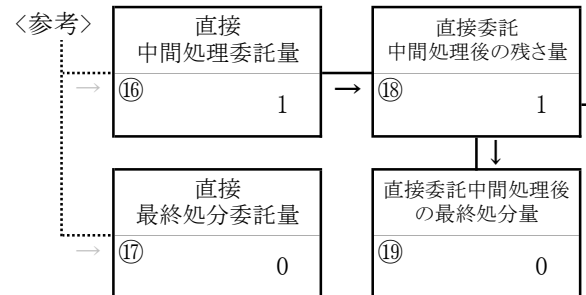 〈参考〉
直接
中間処理委託量
→
⑯
1
→
直接委託
中間処理後の残さ量
⑱
1
↓
直接
最終処分委託量
→
⑰
0
直接委託中間処理後
の最終処分量
⑲
0